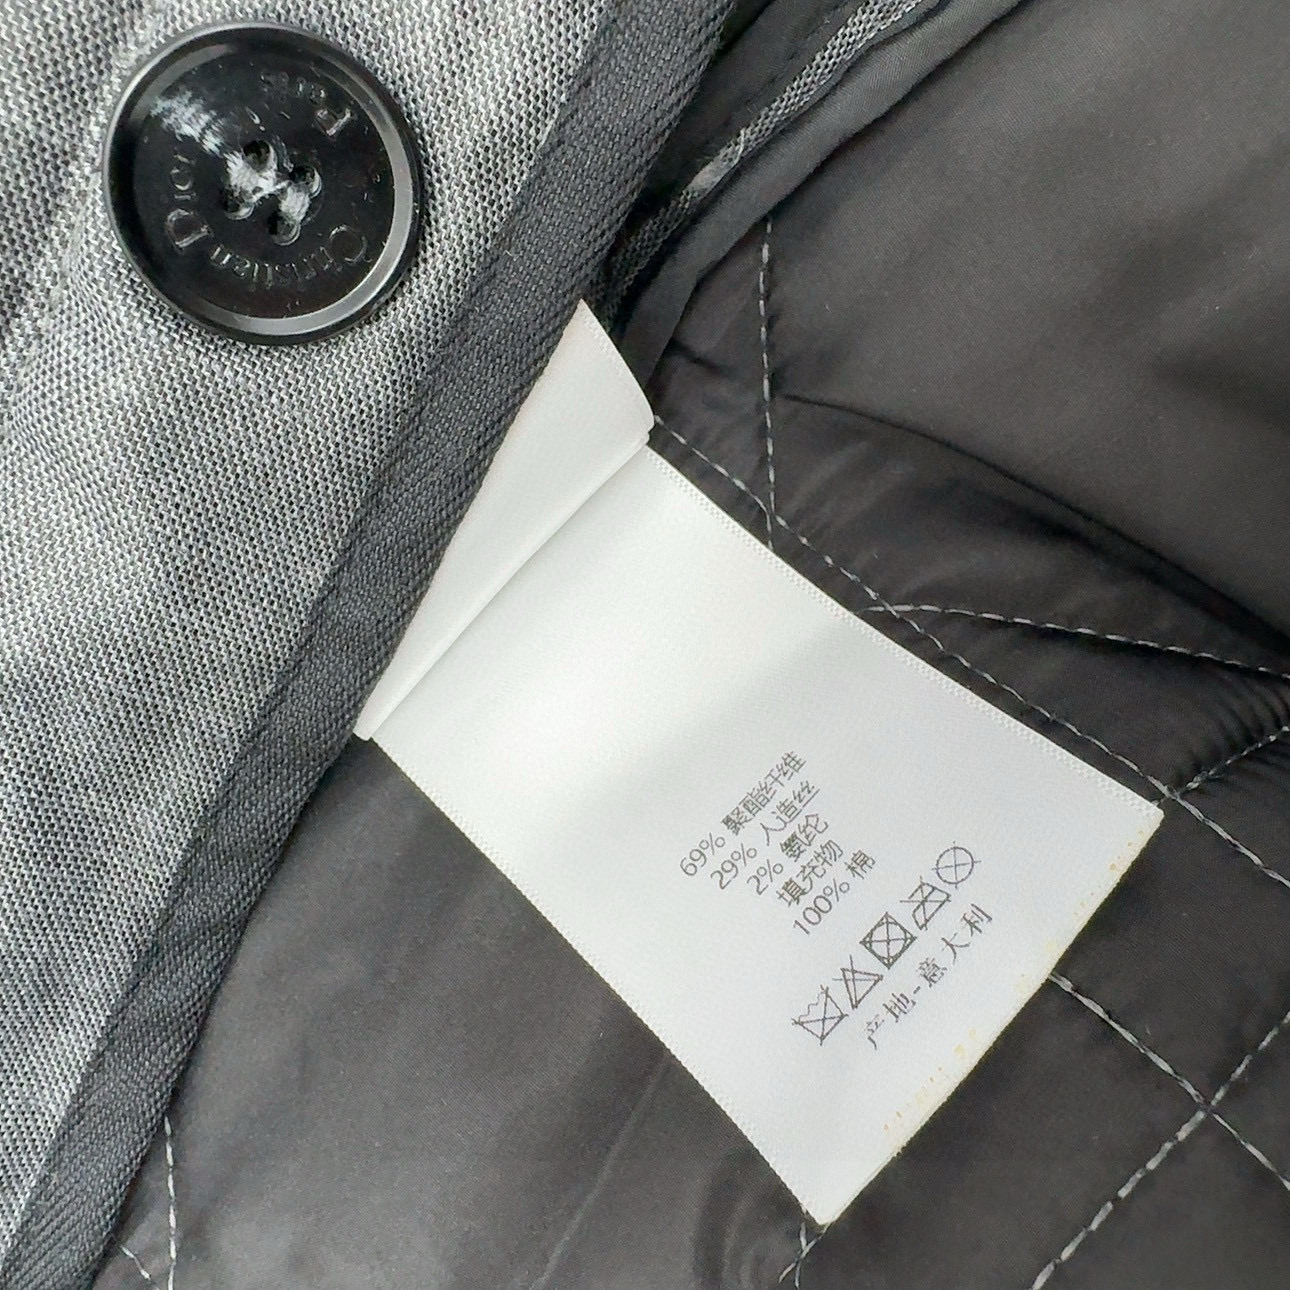 Christian Dior
Paris
69% 聚酯纤维
29% 人造丝
2% 氨纶
填充物
100% 棉
产地-意大利